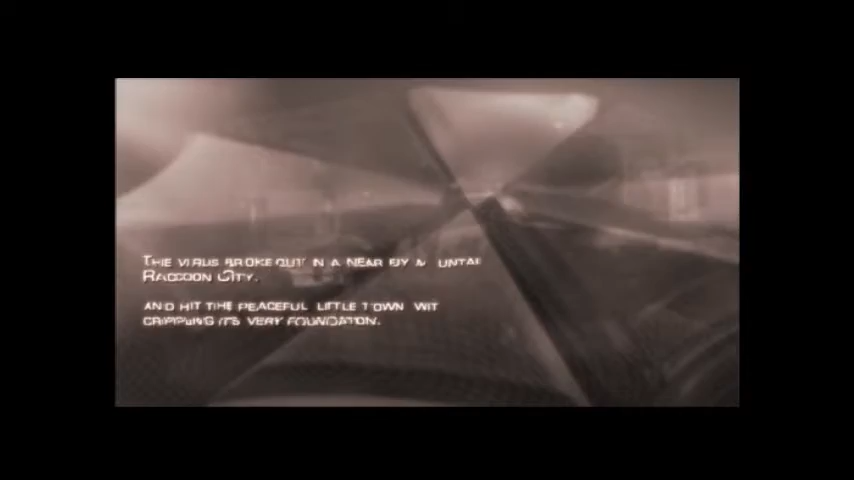 THE VIRUS BROKE OUT IN A NEAR BY
RACCOON CITY.
AND HIT THE PEACEFUL LITTLE TOWN
CRIPPLING ITS VERY FOUNDATION.